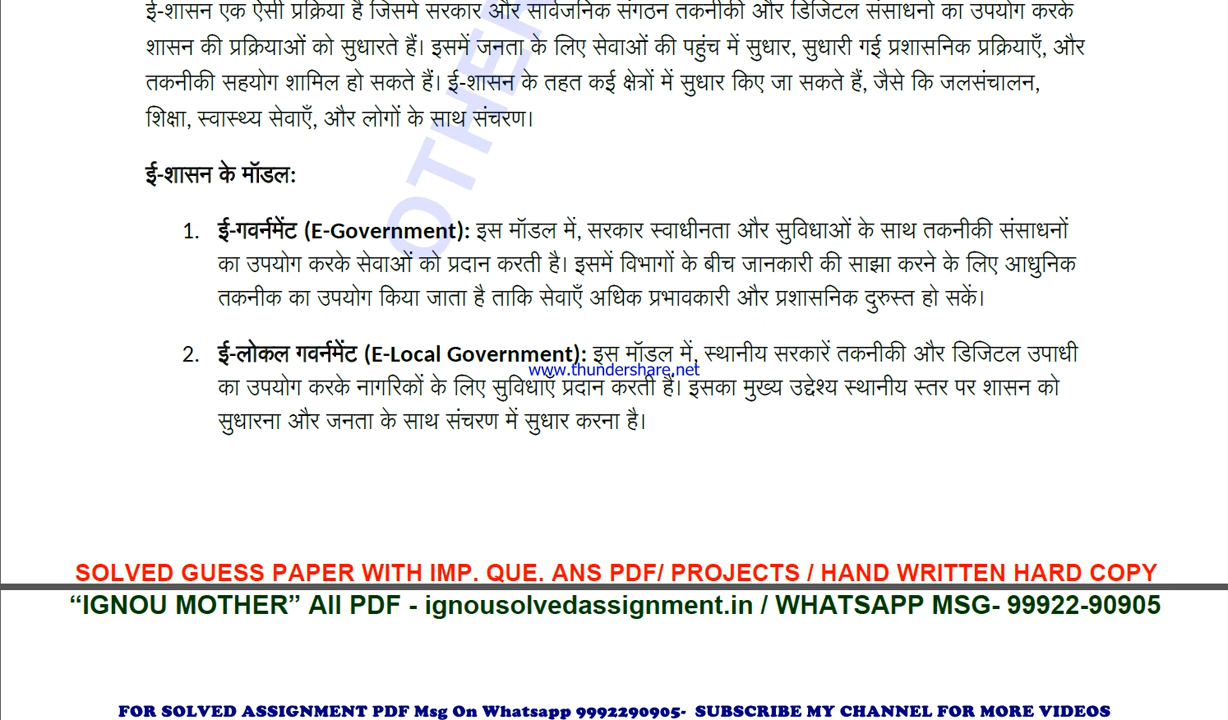 ई-शासन एक ऐसी प्रक्रिया है जिसमें सरकार और सार्वजनिक संगठन तकनीकी और डिजिटल संसाधनों का उपयोग करके
शासन की प्रक्रियाओं को सुधारते हैं। इसमें जनता के लिए सेवाओं की पहुंच में सुधार, सुधारी गई प्रशासनिक प्रक्रियाएँ, और
तकनीकी सहयोग शामिल हो सकते हैं। ई-शासन के तहत कई क्षेत्रों में सुधार किए जा सकते हैं, जैसे कि जलसंचालन,
शिक्षा, स्वास्थ्य सेवाएँ, और लोगों के साथ संचरण।
ई-शासन के मॉडल:
1. ई-गवर्नमेंट (E-Government): इस मॉडल में, सरकार स्वाधीनता और सुविधाओं के साथ तकनीकी संसाधनों
का उपयोग करके सेवाओं को प्रदान करती है। इसमें विभागों के बीच जानकारी की साझा करने के लिए आधुनिक
तकनीक का उपयोग किया जाता है ताकि सेवाएँ अधिक प्रभावकारी और प्रशासनिक दुरुस्त हो सकें।
2. ई-लोकल गवर्नमेंट (E-Local Government): इस मॉडल में, स्थानीय सरकारें तकनीकी और डिजिटल उपाधी
www.thundershare.net
का उपयोग करके नागरिकों के लिए सुविधाएँ प्रदान करती हैं। इसका मुख्य उद्देश्य स्थानीय स्तर पर शासन को
सुधारना और जनता के साथ संचरण में सुधार करना है।
OTHER
SOLVED GUESS PAPER WITH IMP. QUE. ANS PDF/ PROJECTS / HAND WRITTEN HARD COPY
“IGNOU MOTHER” All PDF - ignousolvedassignment.in / WHATSAPP MSG- 99922-90905
FOR SOLVED ASSIGNMENT PDF Msg On Whatsapp 9992290905- SUBSCRIBE MY CHANNEL FOR MORE VIDEOS